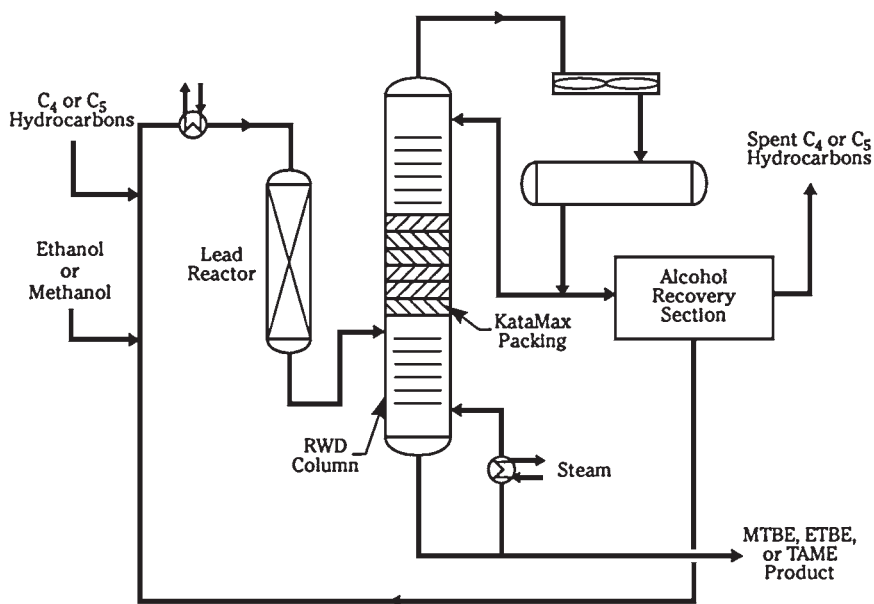 C₄ or C₅
Hydrocarbons
Ethanol
or
Methanol
Lead
Reactor
RWD
Column
KataMax
Packing
Steam
Alcohol
Recovery
Section
Spent C₄ or C₅
Hydrocarbons
MTBE, ETBE,
or TAME
Product